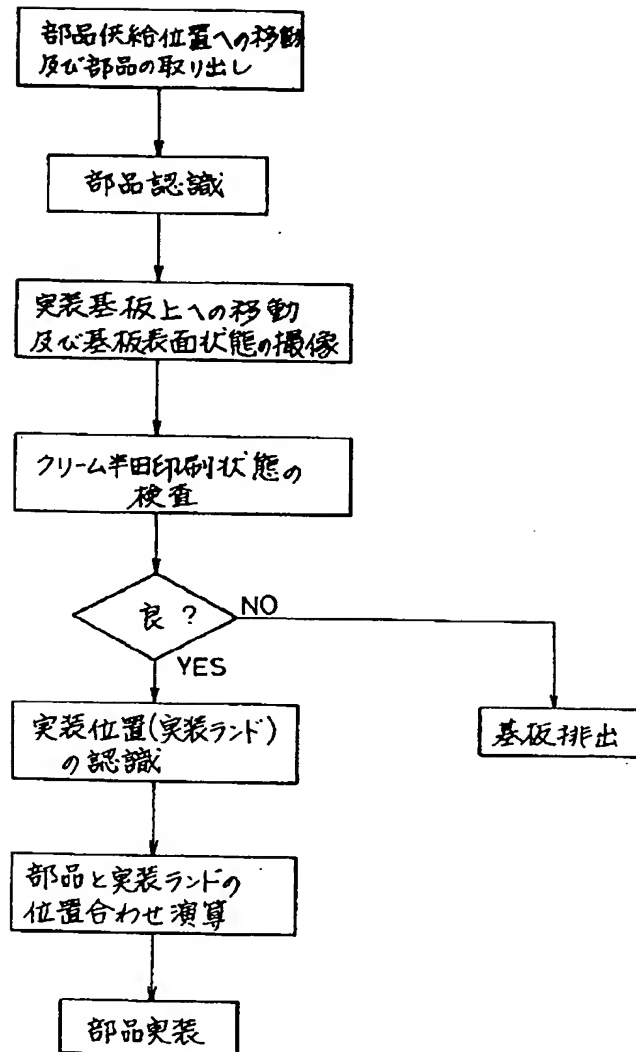 部品供給位置への移動
及び部品の取り出し
部品認識
実装基板上への移動
及び基板表面状態の撮像
クリーム半田印刷状態の
検査
良?
NO
YES
実装位置(実装ランド)
の認識
基板排出
部品と実装ランドの
位置合わせ演算
部品実装